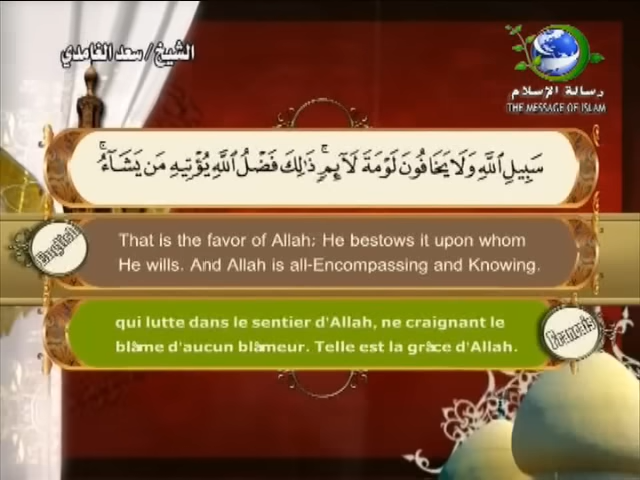 الشيخ / سعد الغامدي
رسالة الإسلام
THE MESSAGE OF ISLAM
سَبِيلِ ٱللَّهِ وَلَا يَخَافُونَ لَوْمَةَ لَآئِمٍۚ ذَٰلِكَ فَضْلُ ٱللَّهِ يُؤْتِيهِ مَن يَشَآءُۚ
English
That is the favor of Allah; He bestows it upon whom
He wills. And Allah is all-Encompassing and Knowing.
Francais
qui lutte dans le sentier d'Allah, ne craignant le
blâme d'aucun blâmeur. Telle est la grâce d'Allah.